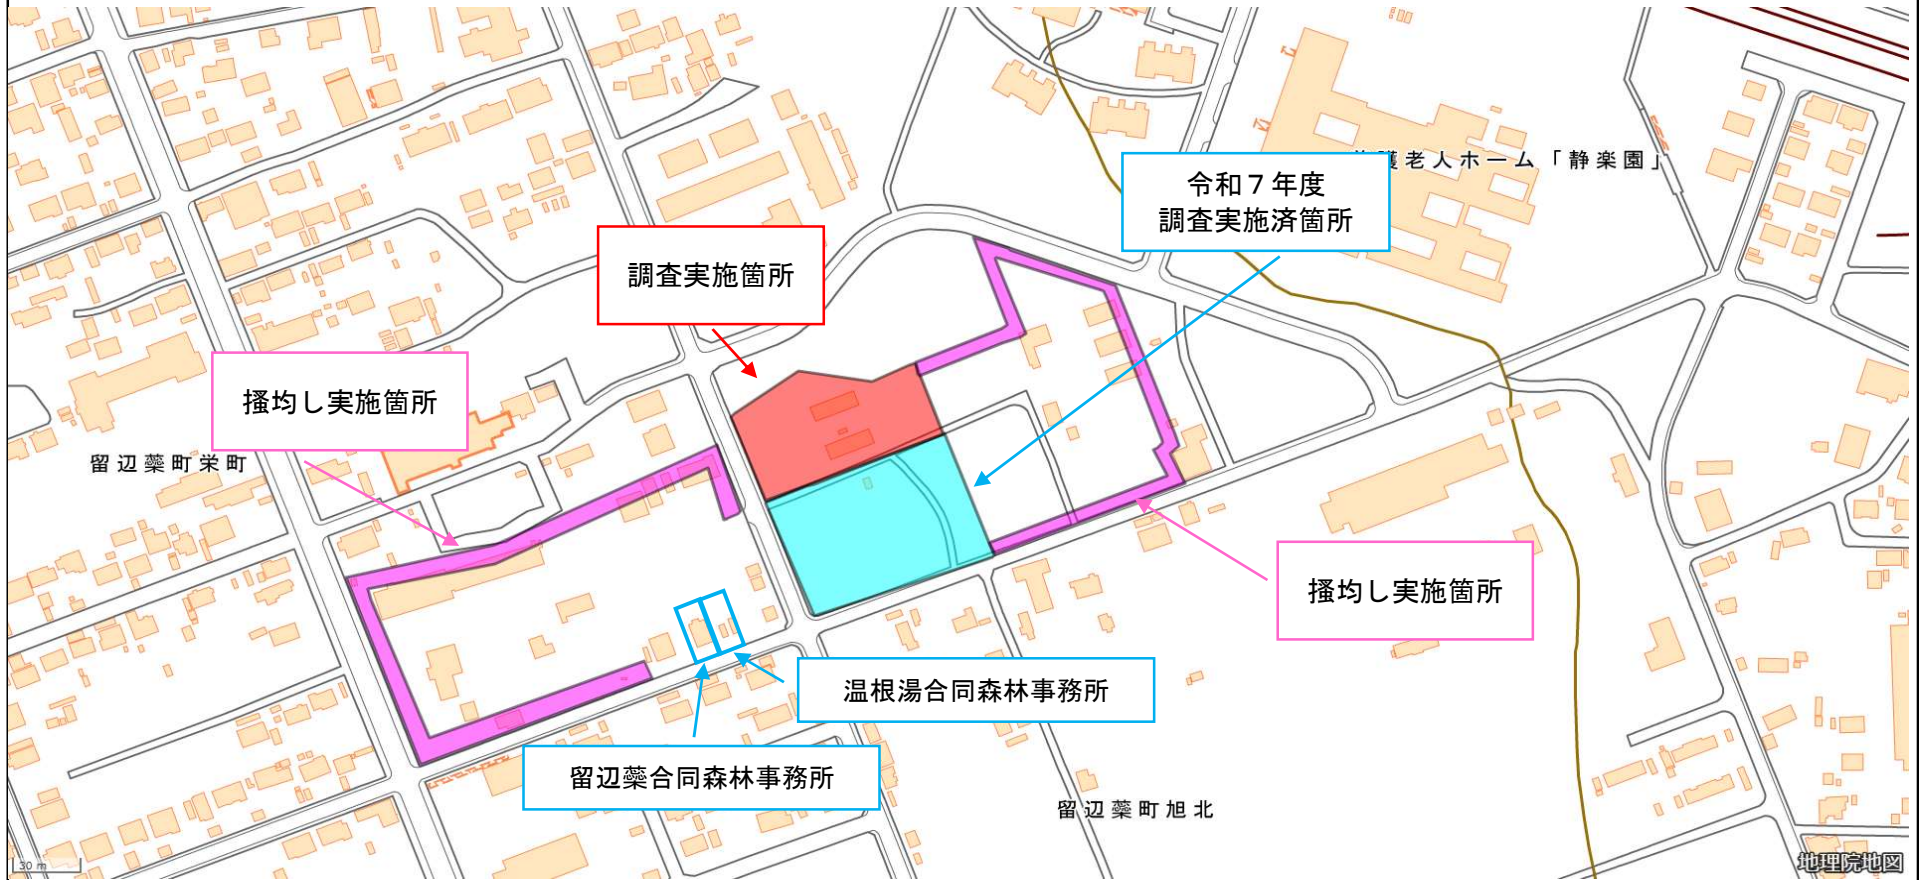 護老人ホーム「静楽園」
令和７年度
調査実施済箇所
調査実施箇所
掻均し実施箇所
留辺蘂町栄町
掻均し実施箇所
温根湯合同森林事務所
留辺蘂合同森林事務所
留辺蘂町旭北
30 m
地理院地図